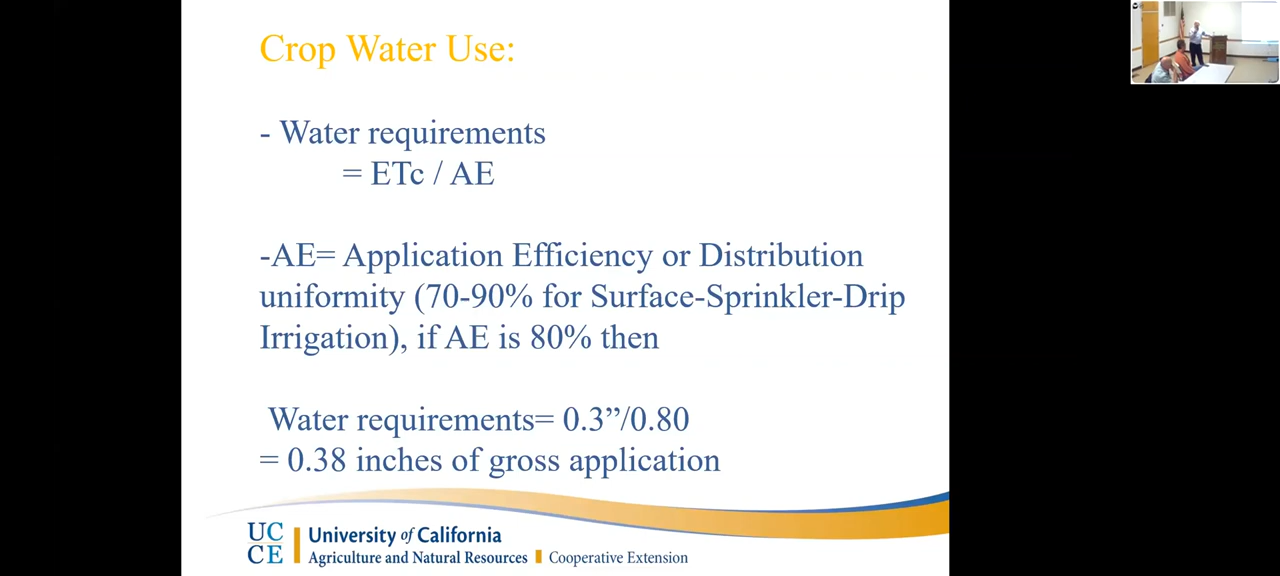 Crop Water Use:
- Water requirements
= ETc / AE
-AE= Application Efficiency or Distribution
uniformity (70-90% for Surface-Sprinkler-Drip
Irrigation), if AE is 80% then
Water requirements= 0.3”/0.80
= 0.38 inches of gross application
UC
CE
University of California
Agriculture and Natural Resources Cooperative Extension